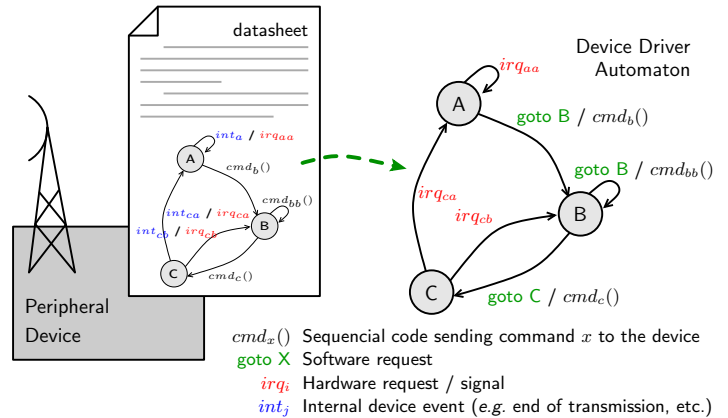 datasheet
Device Driver
Automaton
irq_aa
A
goto B / cmd_b()
int_a / irq_aa
A
cmd_b()
goto B / cmd_bb()
cmd_bb()
irq_ca
int_ca / irq_ca
irq_cb
B
B
int_cb / irq_cb
C
cmd_c()
C
goto C / cmd_c()
Peripheral
Device
cmd_x() Sequencial code sending command x to the device
goto X Software request
irq_i Hardware request / signal
int_j Internal device event (e.g. end of transmission, etc.)